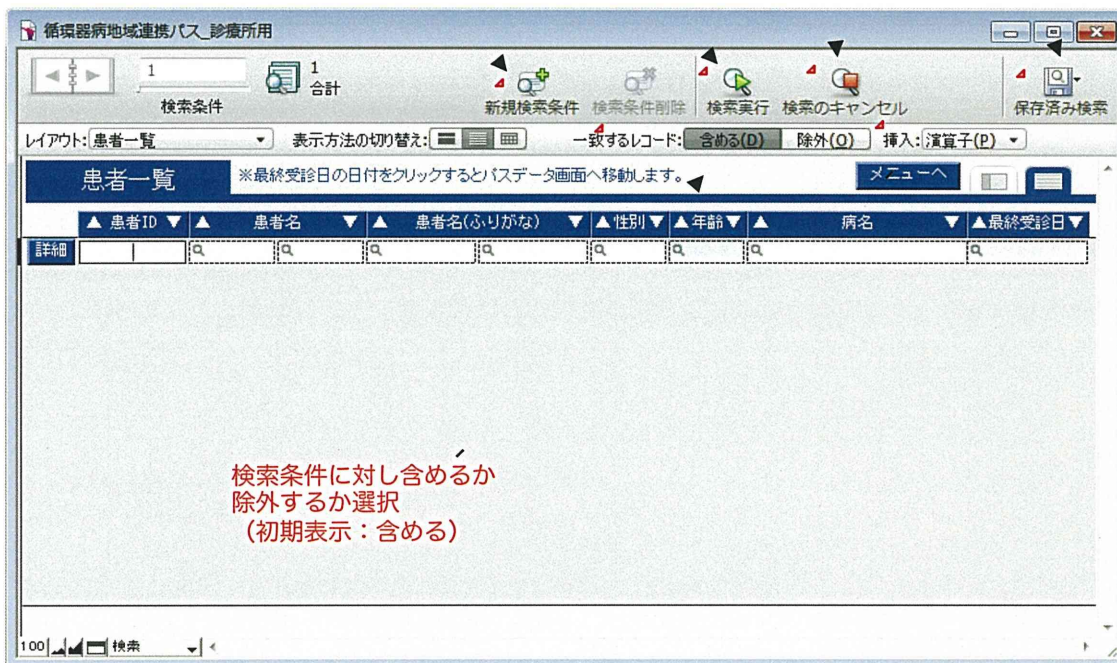 循環器病地域連携パス_診療所用
1
検索条件
1
合計
新規検索条件
検索条件削除
検索実行
検索のキャンセル
保存済み検索
レイアウト: 患者一覧
表示方法の切り替え:
一致するレコード: 含める(D) 除外(O)
挿入: 演算子(P)
患者一覧
※最終受診日の日付をクリックするとパスデータ画面へ移動します。
メニューへ
▲ 患者ID ▼ ▲ 患者名 ▼ ▲ 患者名(ふりがな) ▼ ▲性別▼ ▲年齢▼ ▲ 病名 ▼ ▲最終受診日▼
詳細
検索条件に対し含めるか
除外するか選択
(初期表示:含める)
100 検索